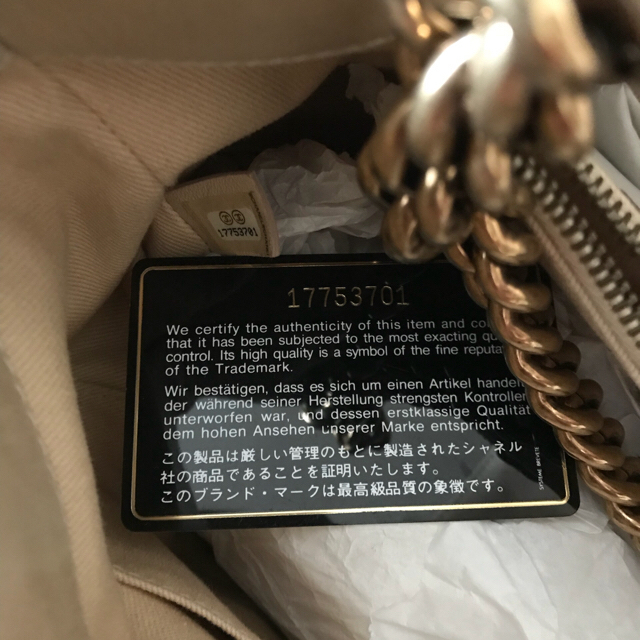 17753701
17753701
We certify the authenticity of this item and
that it has been subjected to the most exacting
control. Its high quality is a symbol of the fine
of the Trademark.
Wir bestätigen, dass es sich um einen Artikel
der während seiner Herstellung strengsten
unterworfen war, und dessen erstklassige Qualität
dem hohen Ansehen unserer Marke entspricht.
この製品は厳しい管理のもとに製造されたシャネル
社の商品であることを証明いたします。
このブランド・マークは最高級品質の象徴です。